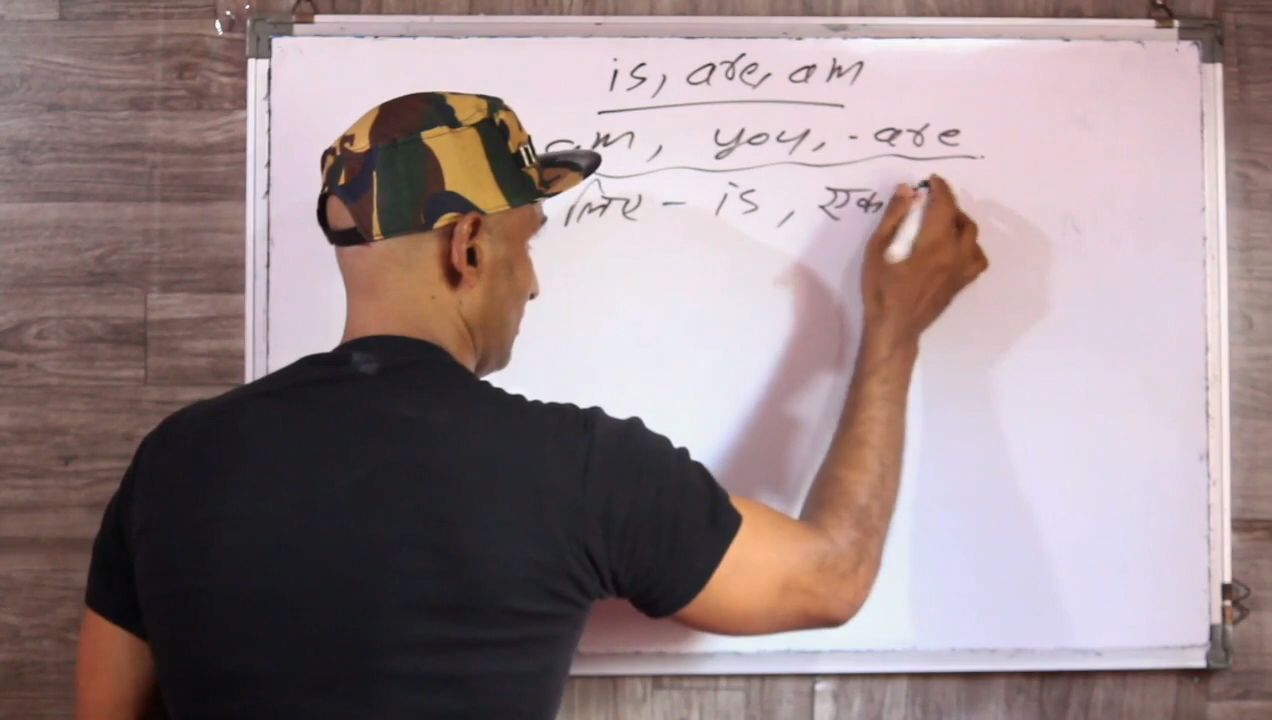 is, are, am
am, you, - are
लिए - is, एक